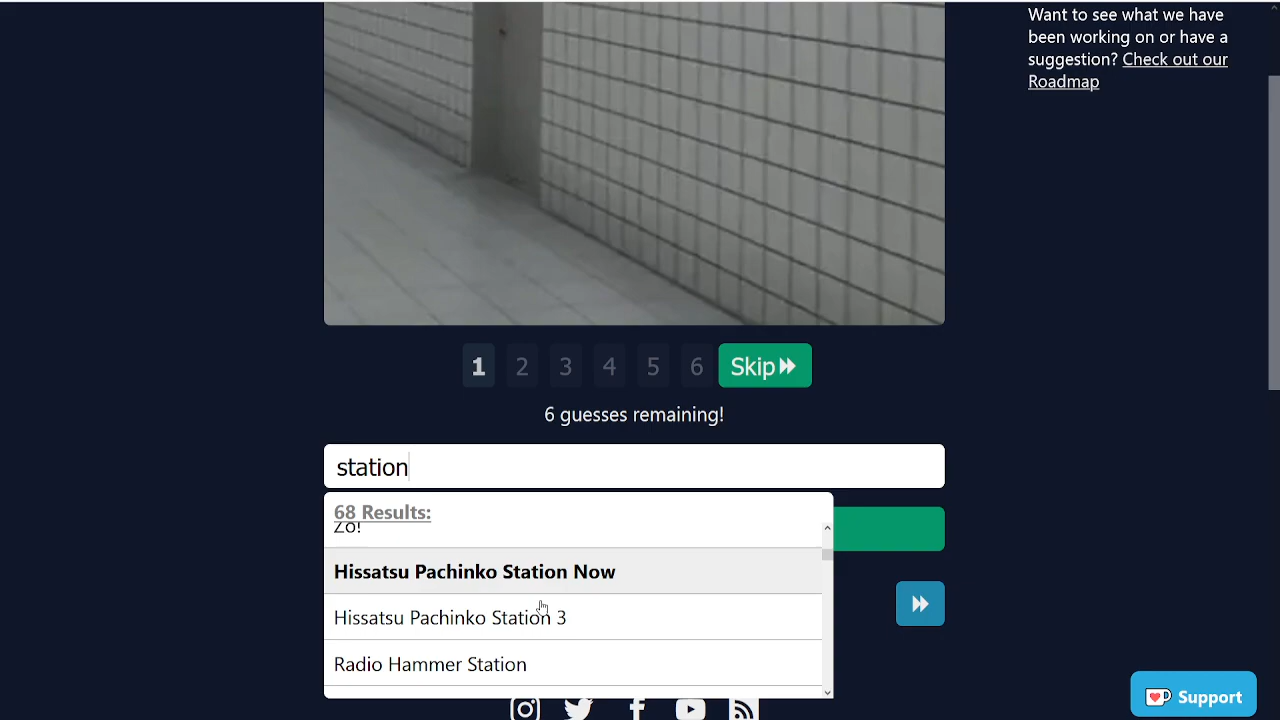 Want to see what we have
been working on or have a
suggestion? Check out our
Roadmap
1 2 3 4 5 6 Skip
6 guesses remaining!
station
68 Results:
Zo!
Hissatsu Pachinko Station Now
Hissatsu Pachinko Station 3
Radio Hammer Station
Support